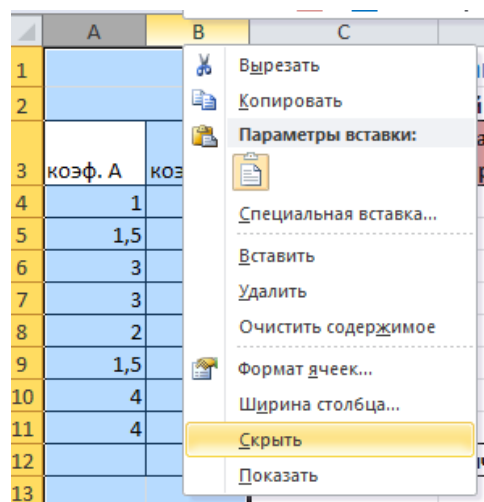 A B C
1 Вырезать
2 Копировать
Параметры вставки:
3 коэф. А коэ
4 1 Специальная вставка...
5 1,5
6 3 Вставить
7 3 Удалить
8 2 Очистить содержимое
9 1,5 Формат ячеек...
10 4 Ширина столбца...
11 4 Скрыть
12 Показать
13